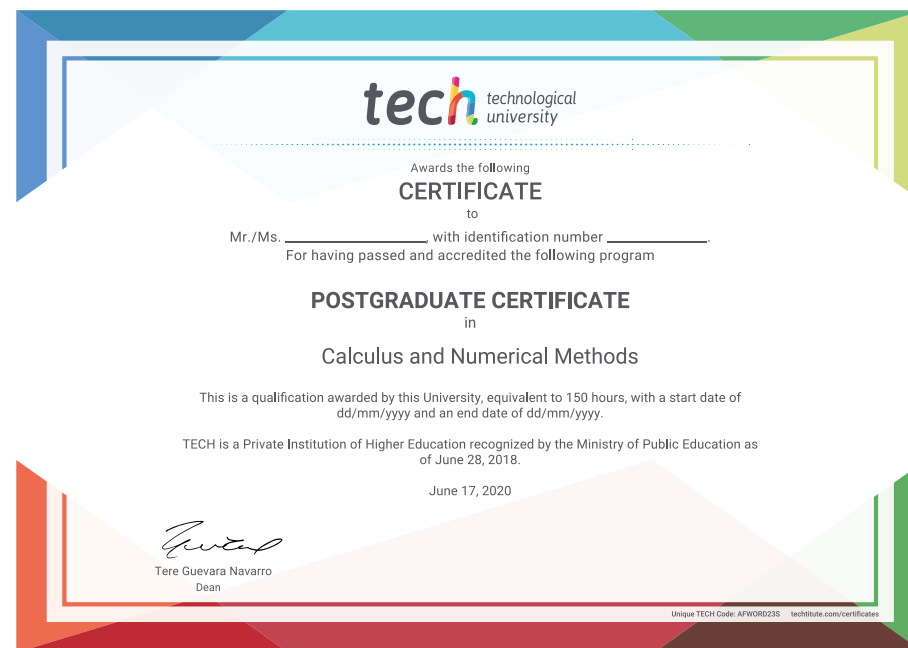 tech technological
university
Awards the following
CERTIFICATE
to
Mr./Ms. ____________, with identification number ____________.
For having passed and accredited the following program
POSTGRADUATE CERTIFICATE
in
Calculus and Numerical Methods
This is a qualification awarded by this University, equivalent to 150 hours, with a start date of
dd/mm/yyyy and an end date of dd/mm/yyyy.
TECH is a Private Institution of Higher Education recognized by the Ministry of Public Education as
of June 28, 2018.
June 17, 2020
Tere Guevara Navarro
Dean
Unique TECH Code: AFWORD23S techtitute.com/certificates